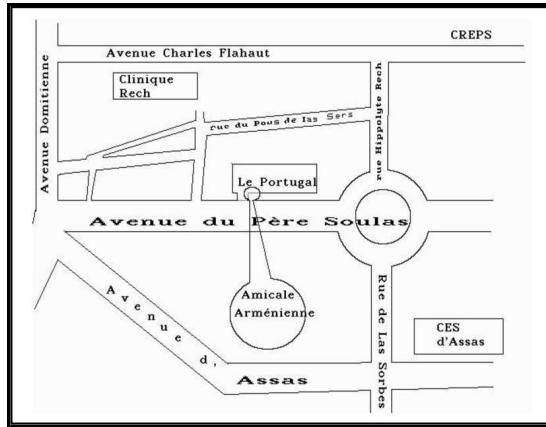 CREPS
Avenue Charles Flahaut
Clinique
Rech
Avenue Domitienne
rue du Pous de las Sers
rue Hippolyte Rech
Le Portugal
Avenue du Père Soulas
Amicale
Arménienne
Avenue d'
Assas
Rue de Las Sorbes
CES
d'Assas